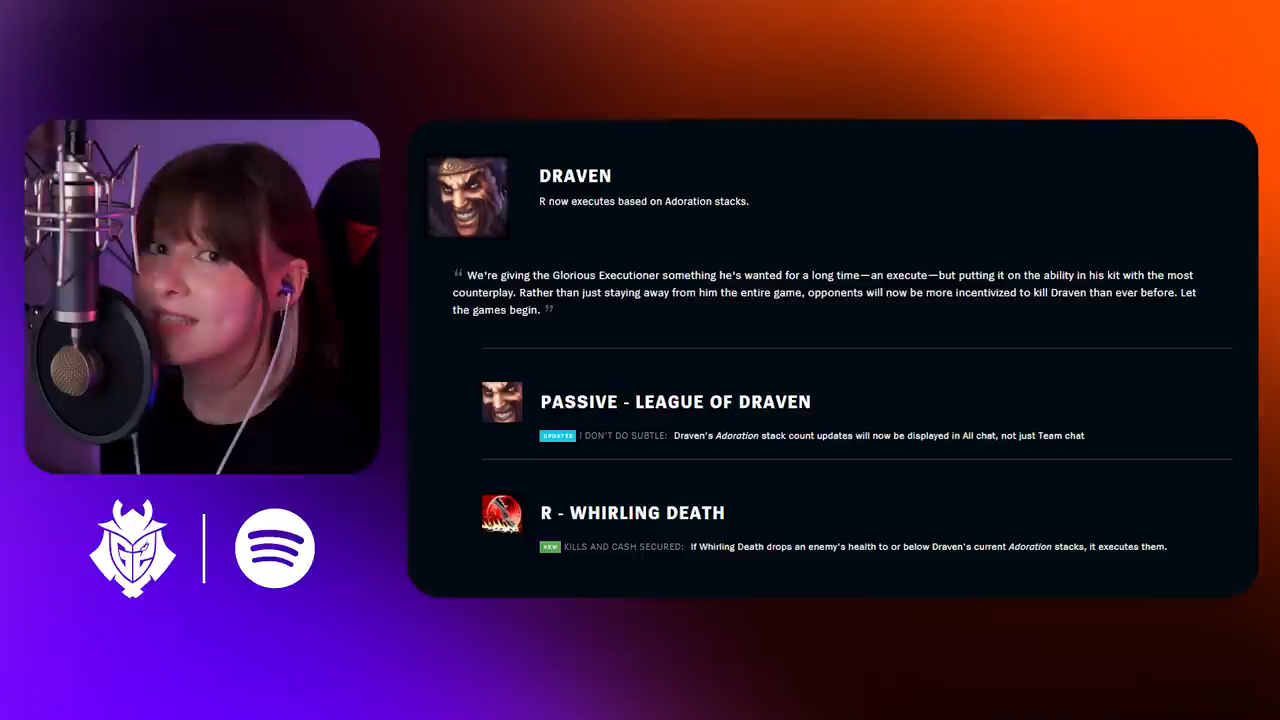 DRAVEN
R now executes based on Adoration stacks.
“ We're giving the Glorious Executioner something he's wanted for a long time—an execute—but putting it on the ability in his kit with the most
counterplay. Rather than just staying away from him the entire game, opponents will now be more incentivized to kill Draven than ever before. Let
the games begin. ”
PASSIVE - LEAGUE OF DRAVEN
UPDATED I DON'T DO SUBTLE: Draven's Adoration stack count updates will now be displayed in All chat, not just Team chat
R - WHIRLING DEATH
NEW KILLS AND CASH SECURED: If Whirling Death drops an enemy's health to or below Draven's current Adoration stacks, it executes them.